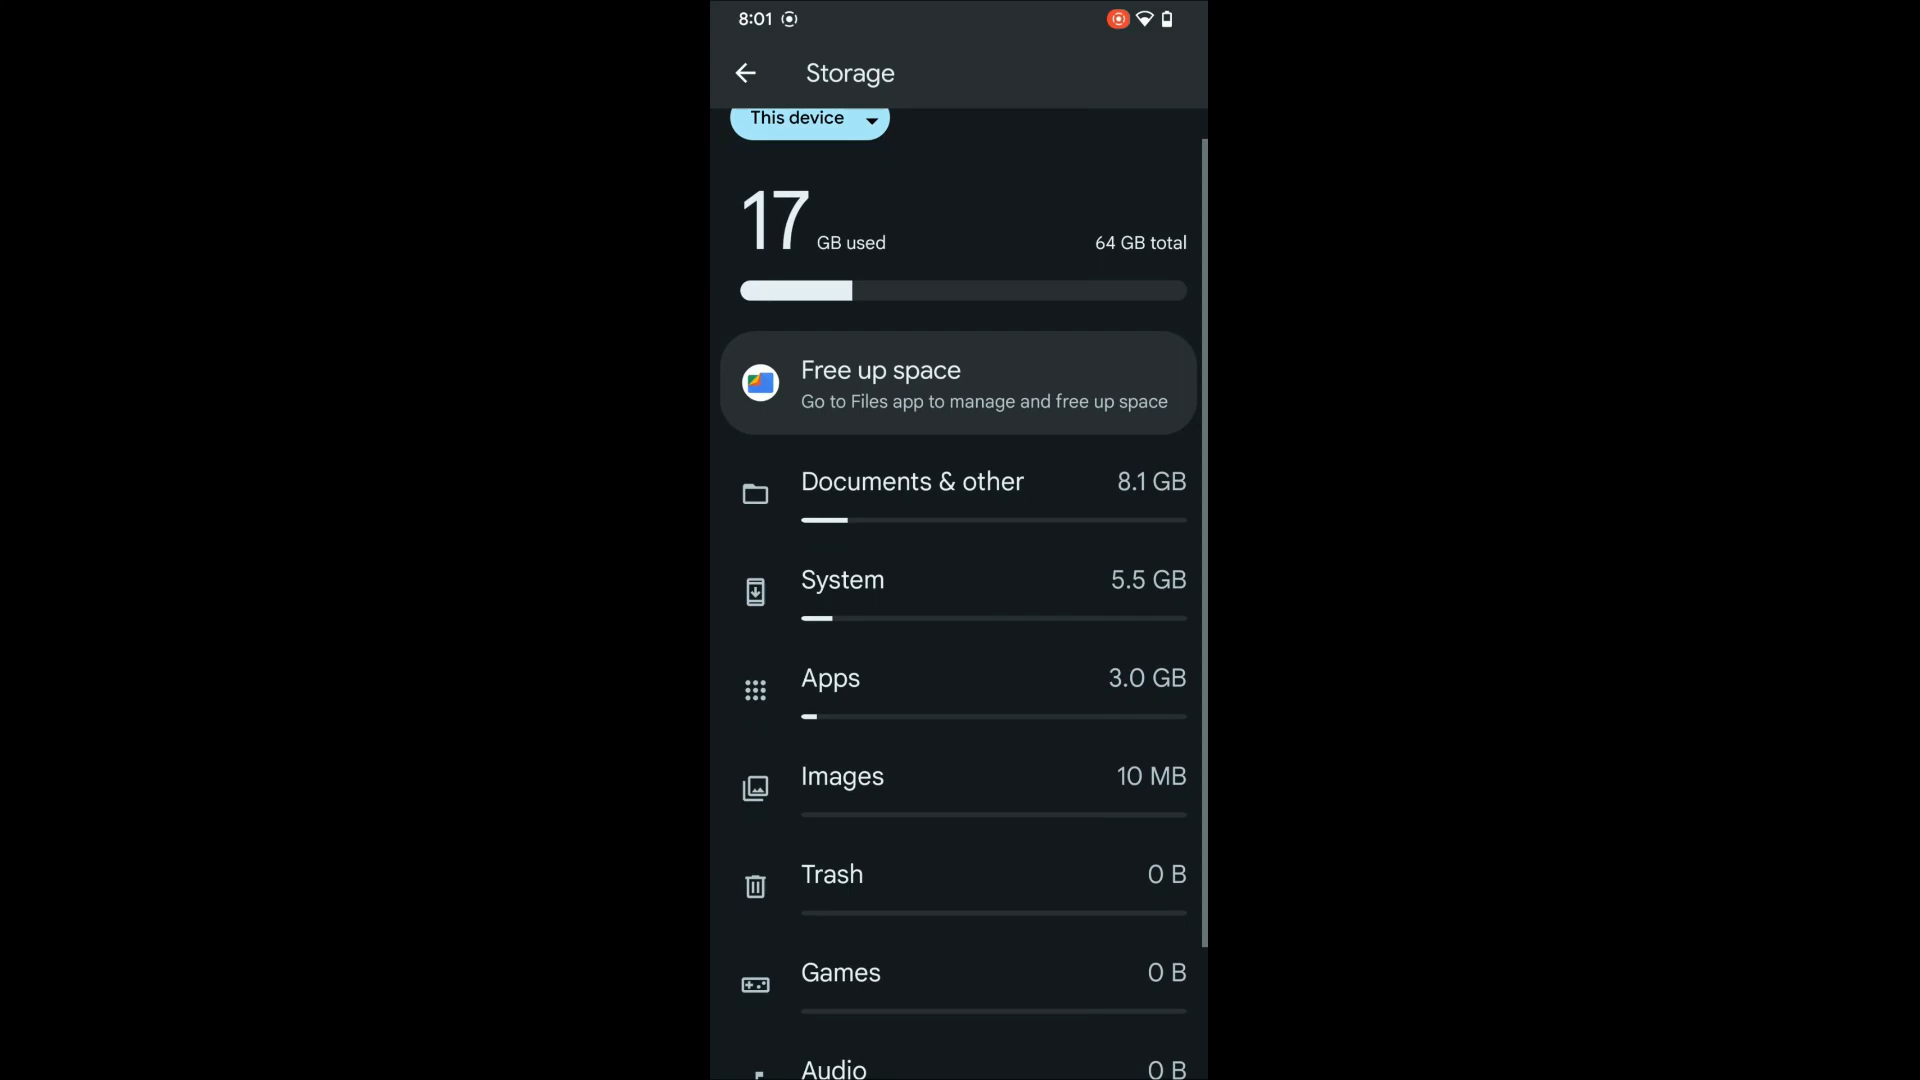 8:01
Storage
This device
17 GB used
64 GB total
Free up space
Go to Files app to manage and free up space
Documents & other 8.1 GB
System 5.5 GB
Apps 3.0 GB
Images 10 MB
Trash 0 B
Games 0 B
Audio 0 B